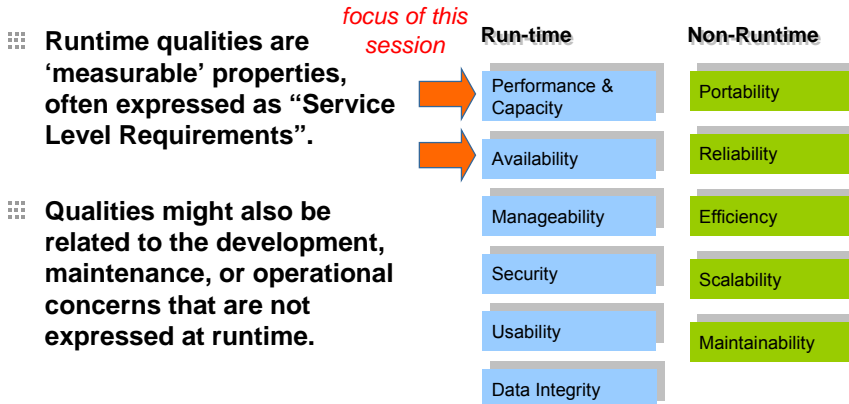 Runtime qualities are
'measurable' properties,
often expressed as “Service
Level Requirements”.
Qualities might also be
related to the development,
maintenance, or operational
concerns that are not
expressed at runtime.
focus of this
session
Run-time
Performance &
Capacity
Availability
Manageability
Security
Usability
Data Integrity
Non-Runtime
Portability
Reliability
Efficiency
Scalability
Maintainability